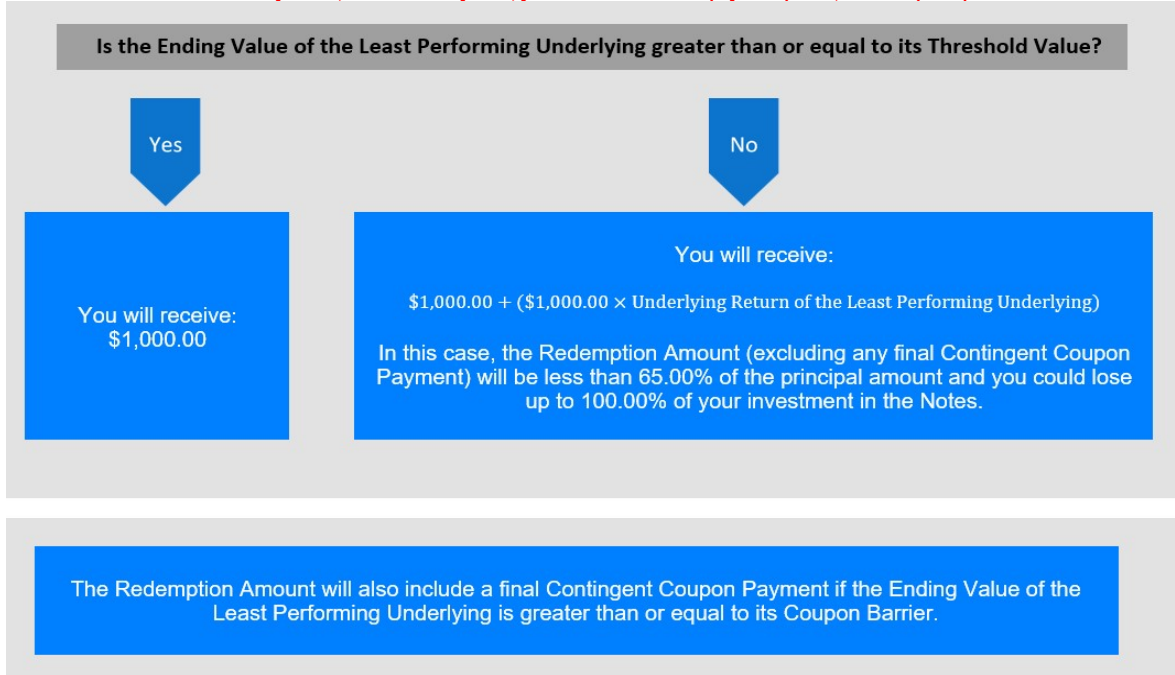 Is the Ending Value of the Least Performing Underlying greater than or equal to its Threshold Value?
Yes
No
You will receive:
$1,000.00
You will receive:
$1,000.00 + ($1,000.00 × Underlying Return of the Least Performing Underlying)
In this case, the Redemption Amount (excluding any final Contingent Coupon
Payment) will be less than 65.00% of the principal amount and you could lose
up to 100.00% of your investment in the Notes.
The Redemption Amount will also include a final Contingent Coupon Payment if the Ending Value of the
Least Performing Underlying is greater than or equal to its Coupon Barrier.